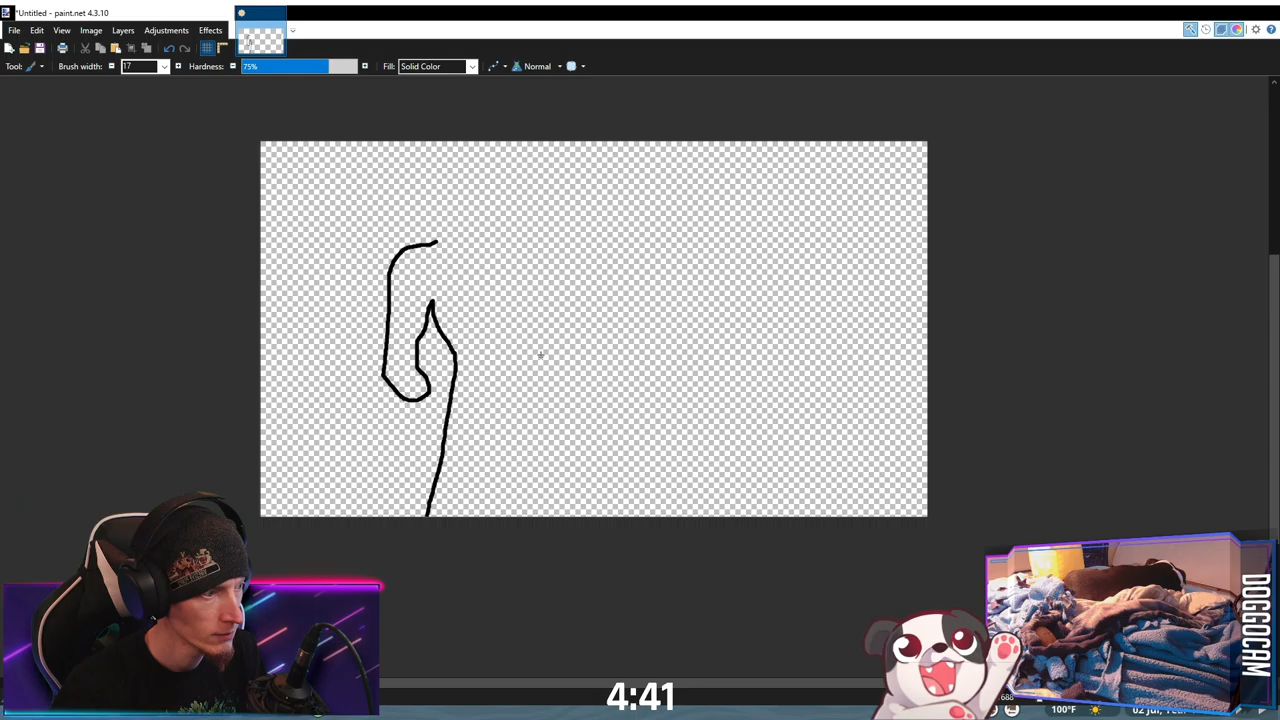 *Untitled - paint.net 4.3.10
File Edit View Image Layers Adjustments Effects
Tool: Brush width: 17 Hardness: 75% Fill: Solid Color Normal
DOGGOCAM
4:41
688
100°F